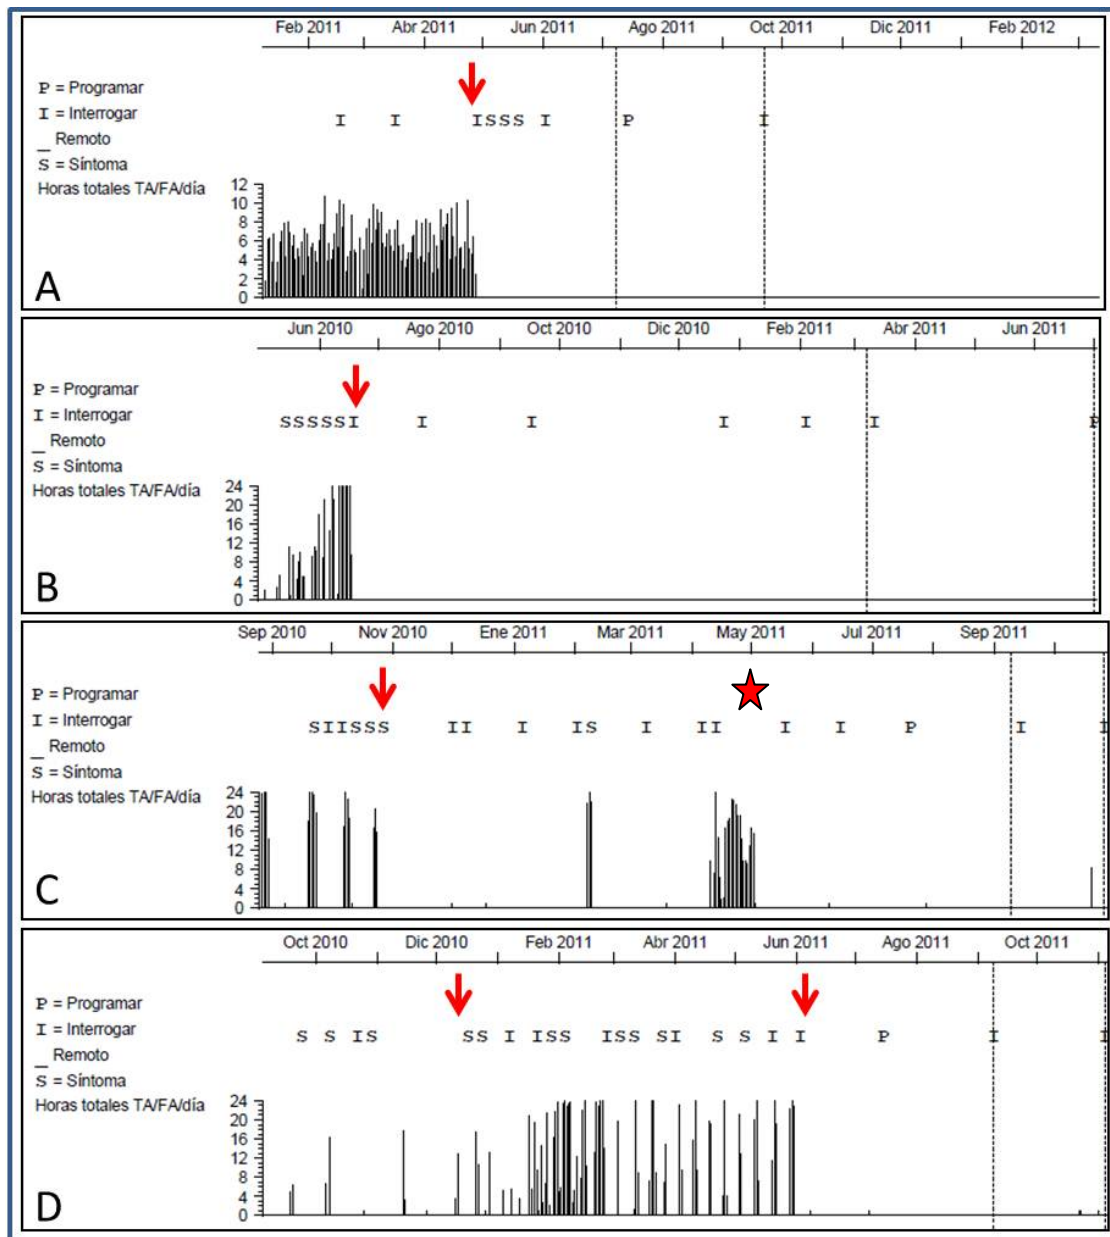 Feb 2011 Abr 2011 Jun 2011 Ago 2011 Oct 2011 Dic 2011 Feb 2012
P = Programar
I = Interrogar
I I ISSS I P I
_ Remoto
S = Síntoma
Horas totales TA/FA/día
12
10
8
6
4
2
0
A
Jun 2010 Ago 2010 Oct 2010 Dic 2010 Feb 2011 Abr 2011 Jun 2011
P = Programar
I = Interrogar
SSSSSI I I I I I P
_ Remoto
S = Síntoma
Horas totales TA/FA/día
24
20
16
12
8
4
0
B
Sep 2010 Nov 2010 Ene 2011 Mar 2011 May 2011 Jul 2011 Sep 2011
P = Programar
I = Interrogar
SIISSS II I IS I II I I P I I
_ Remoto
S = Síntoma
Horas totales TA/FA/día
24
20
16
12
8
4
0
C
Oct 2010 Dic 2010 Feb 2011 Abr 2011 Jun 2011 Ago 2011 Oct 2011
P = Programar
I = Interrogar
S S IS SS I ISS ISS SI S S I I P I I
_ Remoto
S = Síntoma
Horas totales TA/FA/día
24
20
16
12
8
4
0
D